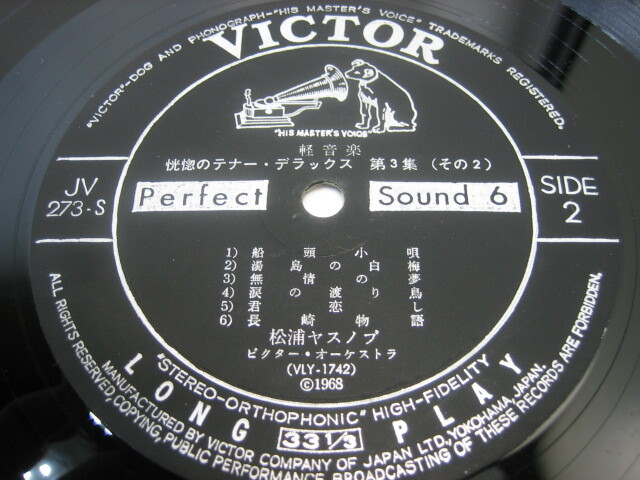 "VICTOR"-DOG AND PHONOGRAPH-"HIS MASTER'S VOICE" TRADEMARKS REGISTERED.
VICTOR
"HIS MASTER'S VOICE"
軽音楽
恍惚のテナー・デラックス 第3集 (その2)
JV
273-S
Perfect Sound 6
SIDE
2
1) 船頭小唄
2) 湯島の白梅
3) 無情の夢
4) 涙の渡り鳥
5) 君恋し
6) 長崎物語
松浦ヤスノブ
ビクター・オーケストラ
(VLY-1742)
©1968
"STEREO-ORTHOPHONIC" HIGH-FIDELITY
LONG 33 1/3 PLAY
MANUFACTURED BY VICTOR COMPANY OF JAPAN LTD., YOKOHAMA, JAPAN.
ALL RIGHTS RESERVED, COPYING, PUBLIC PERFORMANCE, BROADCASTING OF THESE RECORDS ARE FORBIDDEN.